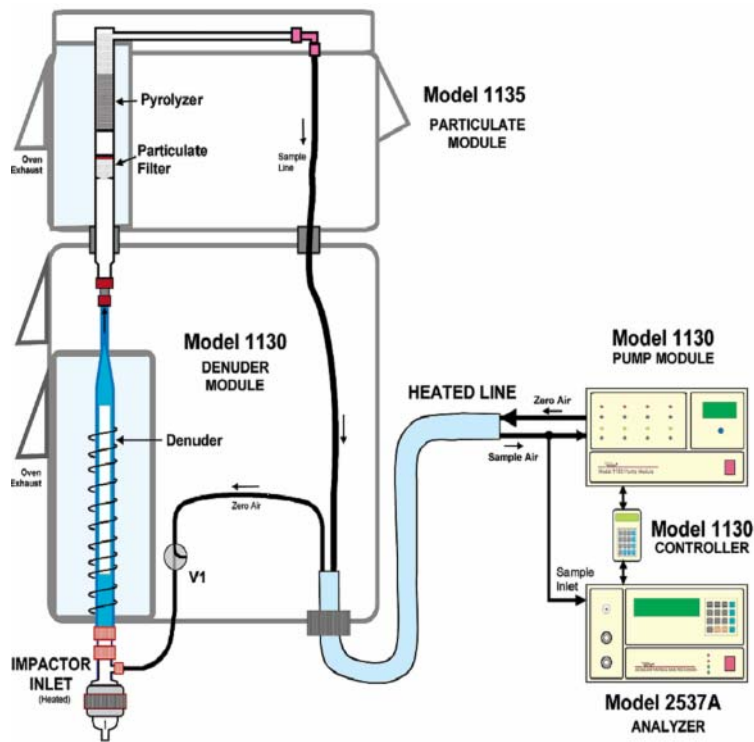 Pyrolyzer
Particulate
Filter
Oven
Exhaust
Sample
Line
Model 1135
PARTICULATE
MODULE
Model 1130
DENUDER
MODULE
Denuder
Oven
Exhaust
Zero Air
V1
IMPACTOR
INLET
(Heated)
HEATED LINE
Zero Air
Sample Air
Model 1130
PUMP MODULE
Model 1130
CONTROLLER
Sample
Inlet
Model 2537A
ANALYZER